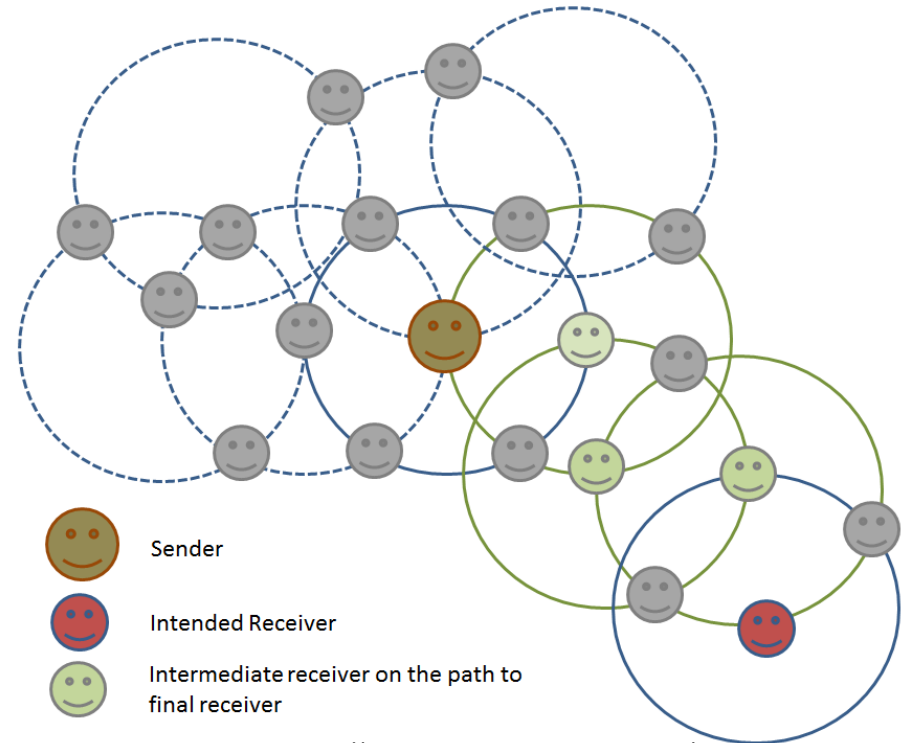 Sender
Intended Receiver
Intermediate receiver on the path to
final receiver